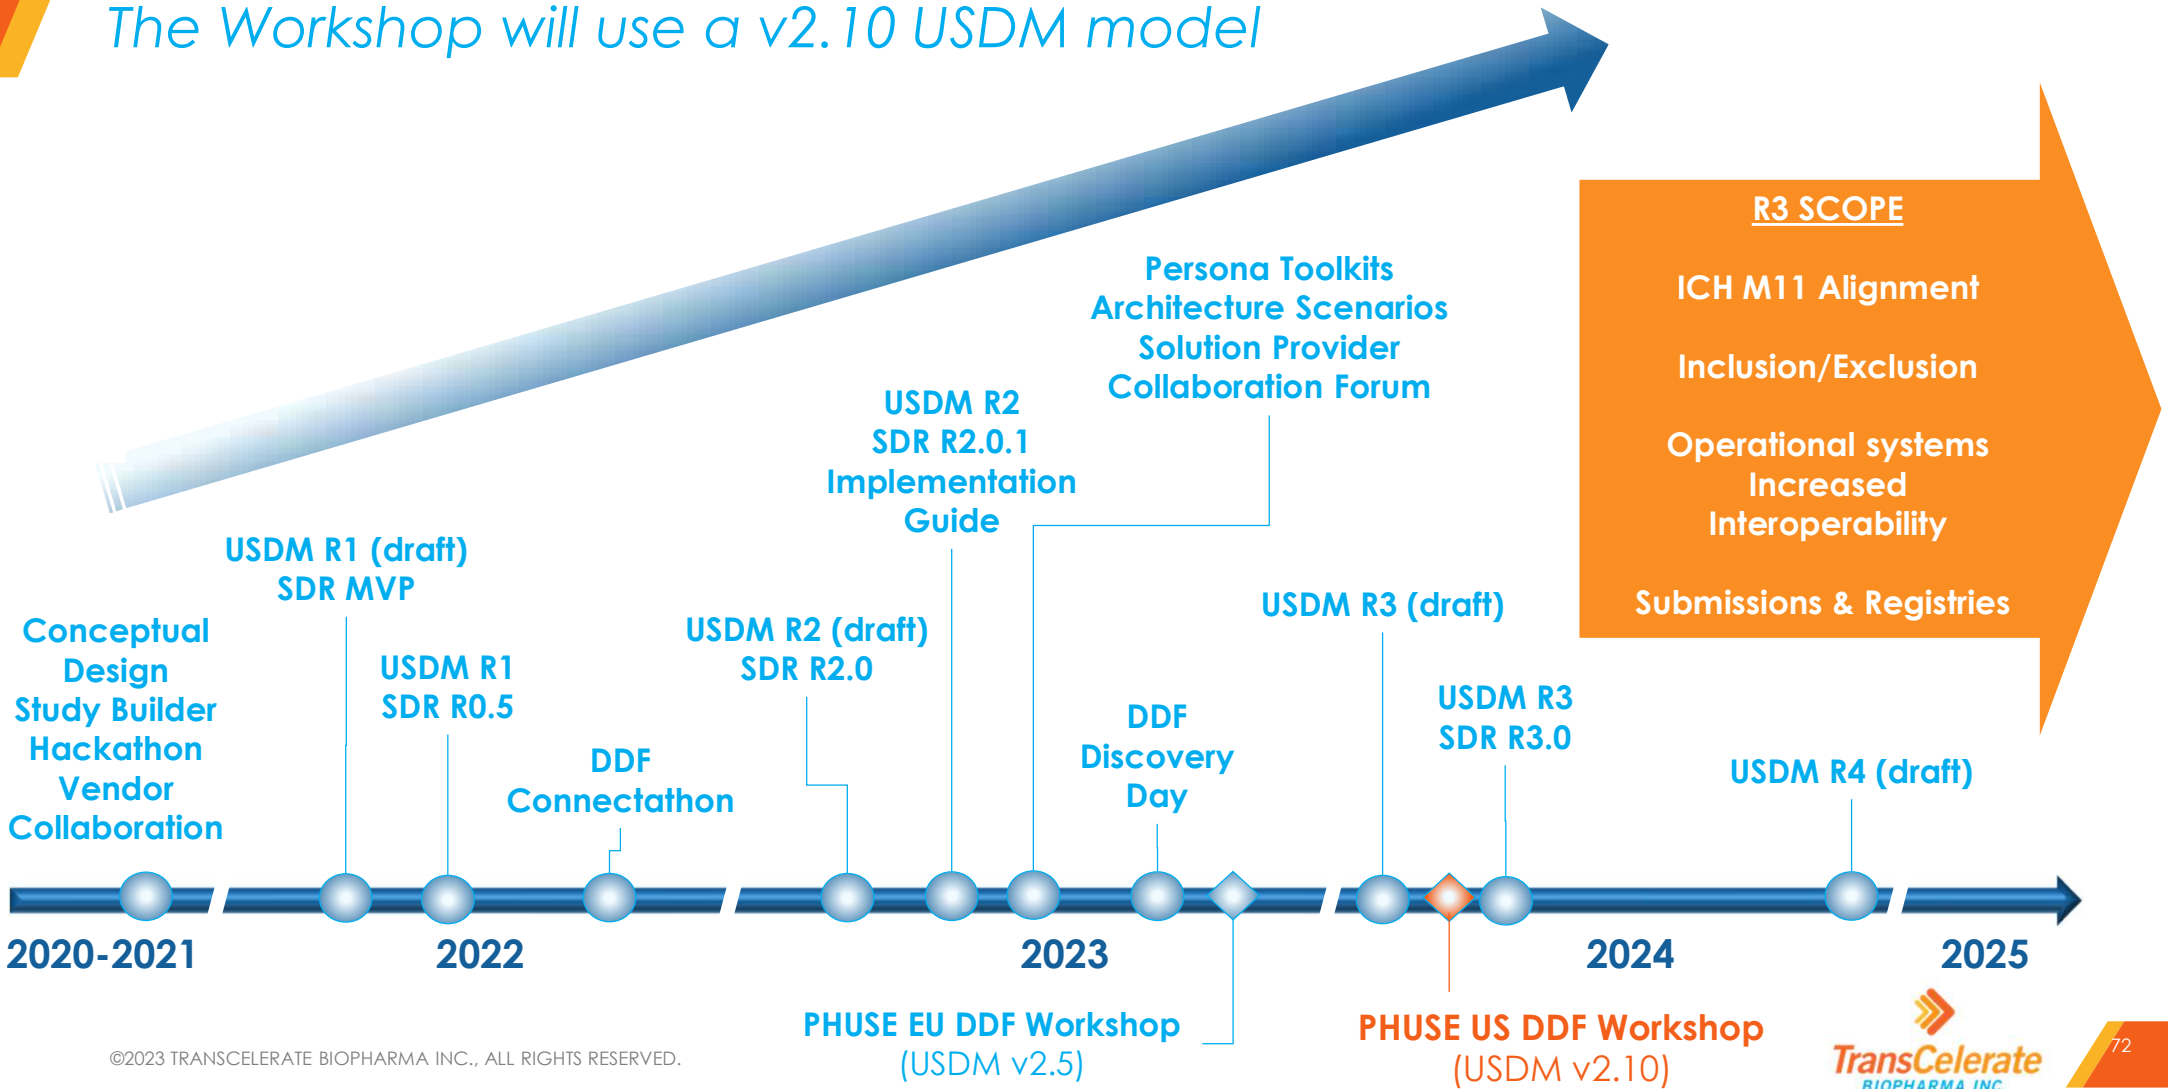 The Workshop will use a v2.10 USDM model
R3 SCOPE
ICH M11 Alignment
Inclusion/Exclusion
Operational systems
Increased
Interoperability
Submissions & Registries
Persona Toolkits
Architecture Scenarios
Solution Provider
Collaboration Forum
USDM R2
SDR R2.0.1
Implementation
Guide
USDM R1 (draft)
SDR MVP
Conceptual
Design
Study Builder
Hackathon
Vendor
Collaboration
USDM R1
SDR R0.5
DDF
Connectathon
USDM R2 (draft)
SDR R2.0
DDF
Discovery
Day
USDM R3 (draft)
USDM R3
SDR R3.0
USDM R4 (draft)
2020-2021
2022
2023
2024
2025
PHUSE EU DDF Workshop
(USDM v2.5)
PHUSE US DDF Workshop
(USDM v2.10)
©2023 TRANSCELERATE BIOPHARMA INC., ALL RIGHTS RESERVED.
TransCelerate
BIOPHARMA INC
72